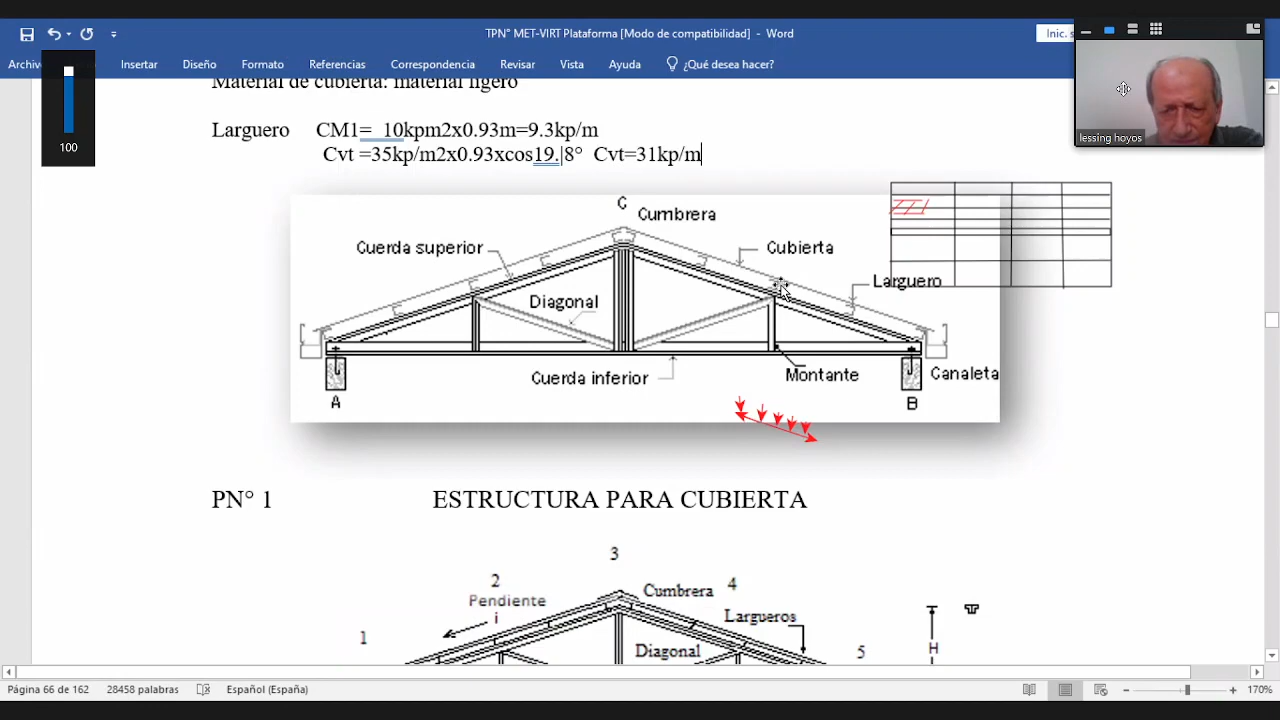 TPN° MET-VIRT Plataforma [Modo de compatibilidad] - Word
Inic. s
Archiv
Insertar
Diseño
Formato
Referencias
Correspondencia
Revisar
Vista
Ayuda
¿Qué desea hacer?
100
lessing hoyos
Material de cubierta: material ligero
Larguero CM1= 10kpm2x0.93m=9.3kp/m
Cvt =35kp/m2x0.93xcos19.|8° Cvt=31kp/m
C
Cumbrera
Cuerda superior
Cubierta
Larguero
Diagonal
Cuerda inferior
Montante
Canaleta
A
B
PN° 1 ESTRUCTURA PARA CUBIERTA
3
2
Cumbrera
4
Pendiente
i
Largueros
1
Diagonal
5
H
Página 66 de 162
28458 palabras
Español (España)
170%